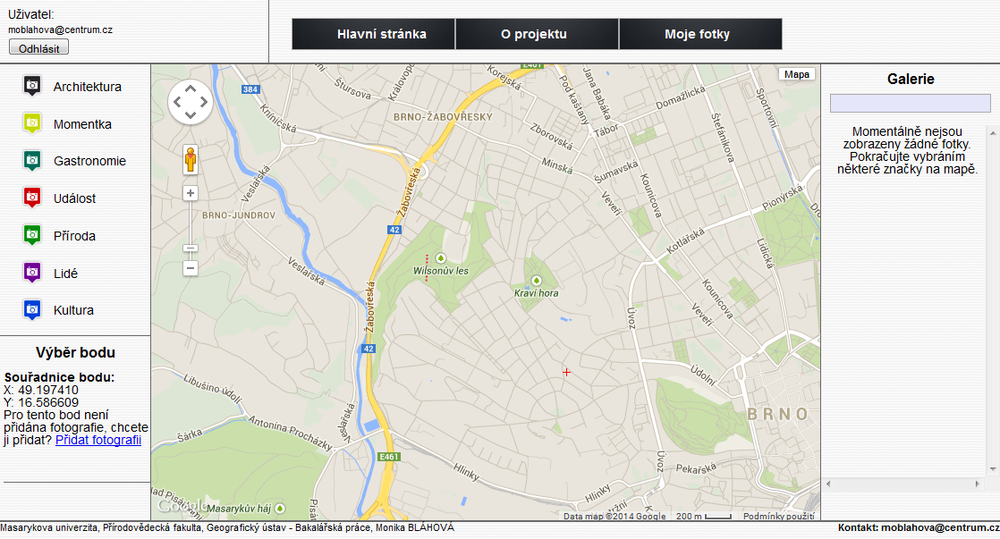 Uživatel:
moblahova@centrum.cz
Odhlásit
Hlavní stránka
O projektu
Moje fotky
Architektura
Momentka
Gastronomie
Událost
Příroda
Lidé
Kultura
Výběr bodu
Souřadnice bodu:
X: 49.197410
Y: 16.586609
Pro tento bod není
přidána fotografie, chcete
ji přidat? Přidat fotografii
Mapa
E461
384
Štursova
Královopo
Korejská
Pod kaštany
Jana Babáka
Domažlická
Sportovní
Kníničská
BRNO-ŽABOVŘESKY
Zborovská
Tábor
Štefánikova
Minská
Šumavská
Veslařská
Žabovřeská
Kounicova
Veveří
Pionýrská
BRNO-JUNDROV
42
Kotlářská
Lidická
Veslařská
Wilsonův les
Kraví hora
Kounicova
Žabovřeská
Úvoz
Veveří
42
Údolní
Libušino údolí
BRNO
Veslařská
Antonína Procházky
Šárka
E461
Hlinky
Úvoz
Pekařská
Hlinky
Google
Masarykův háj
Data map ©2014 Google
200 m
Podmínky použití
Galerie
Momentálně nejsou
zobrazeny žádné fotky.
Pokračujte vybráním
některé značky na mapě.
Masarykova univerzita, Přírodovědecká fakulta, Geografický ústav - Bakalářská práce, Monika BLÁHOVÁ
Kontakt: moblahova@centrum.cz